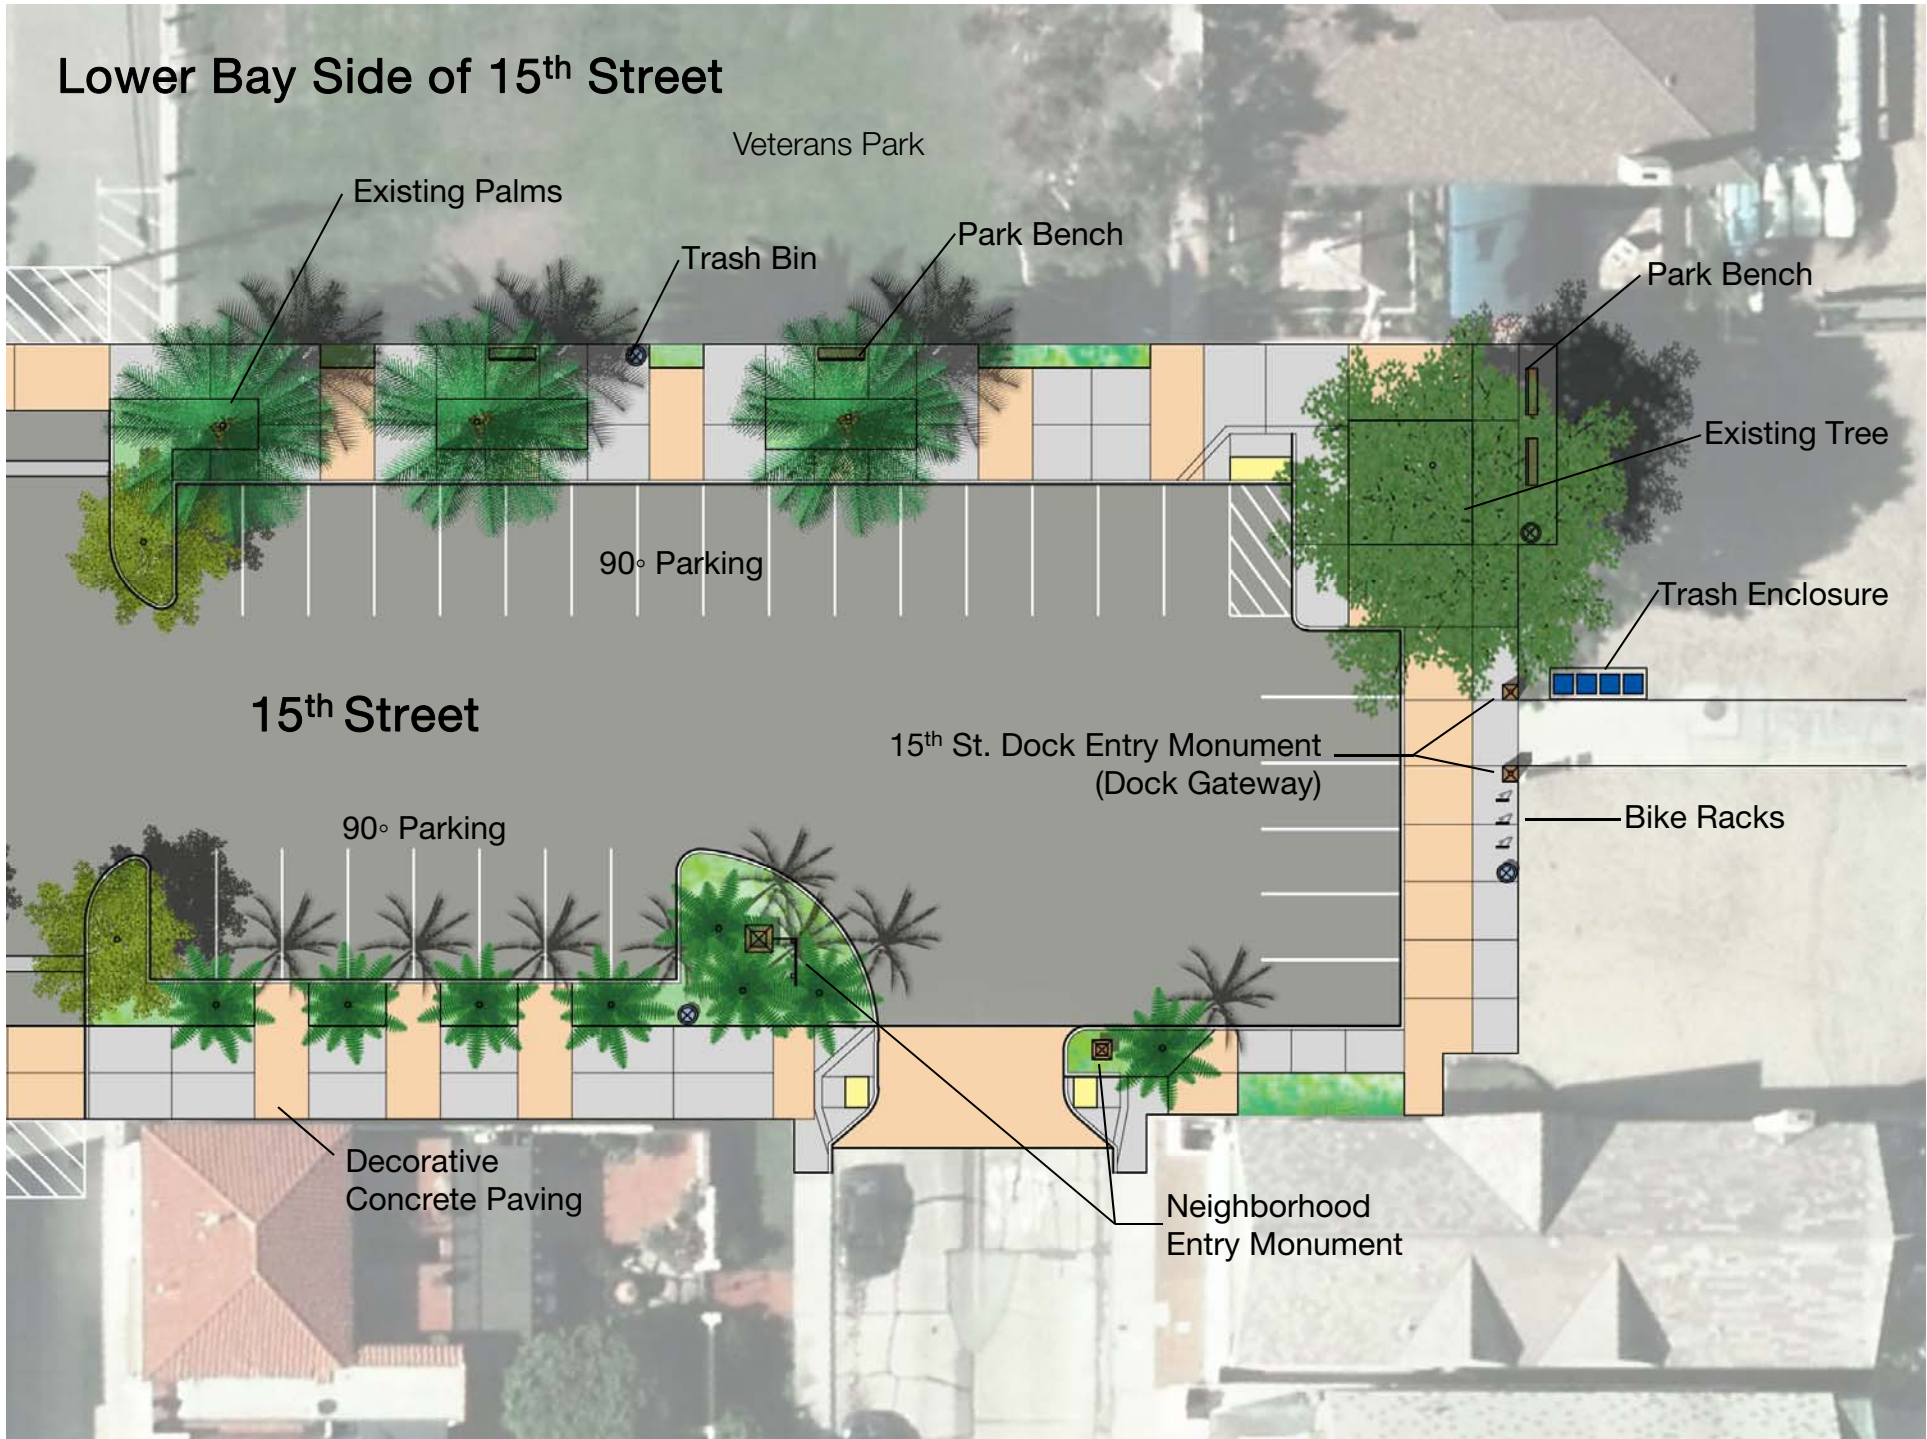 Lower Bay Side of 15th Street
Veterans Park
Existing Palms
Park Bench
Trash Bin
Park Bench
Existing Tree
90◦ Parking
Trash Enclosure
15th Street
15th St. Dock Entry Monument
(Dock Gateway)
90◦ Parking
Bike Racks
Decorative
Concrete Paving
Neighborhood
Entry Monument